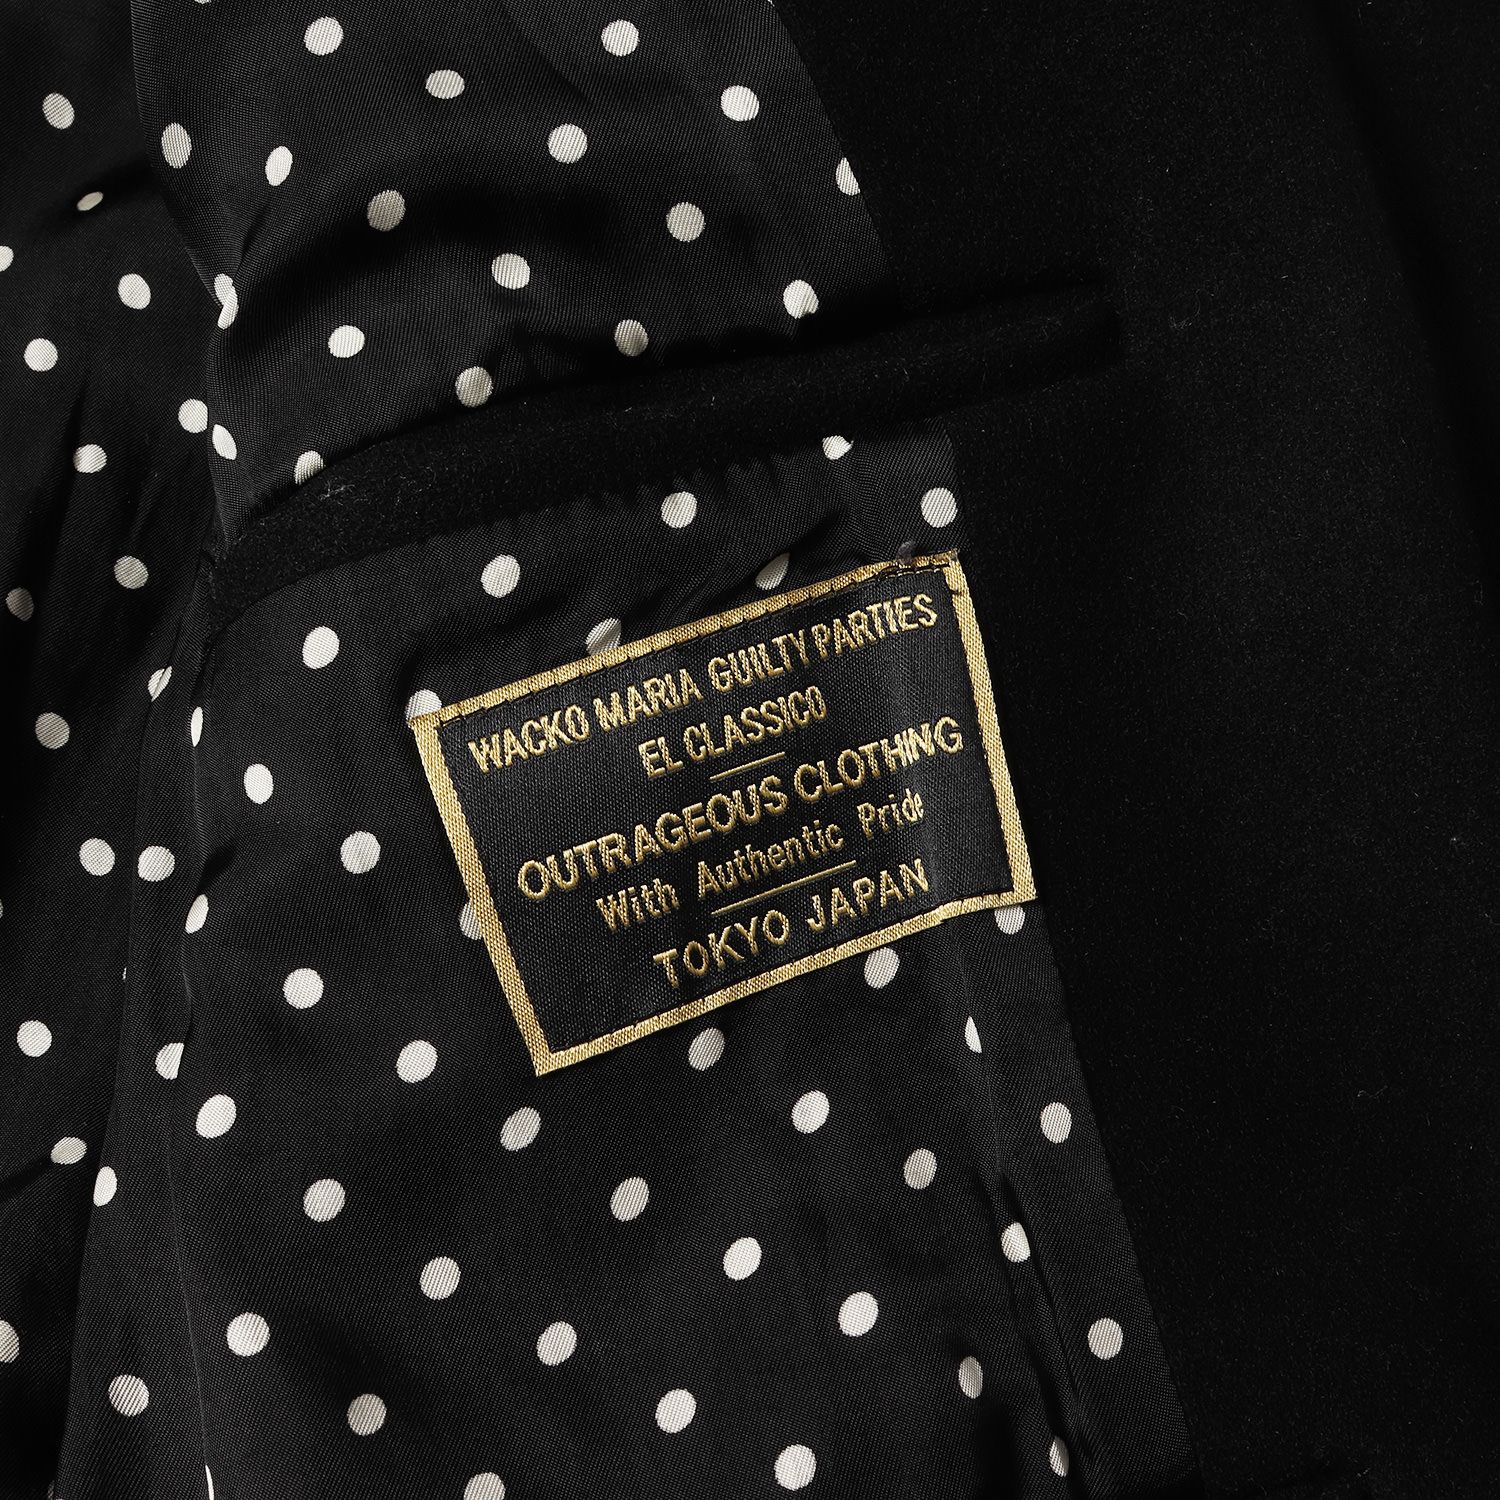 WACKO MARIA GUILTY PARTIES
EL CLASSICO
OUTRAGEOUS CLOTHING
With Authentic Pride
TOKYO JAPAN